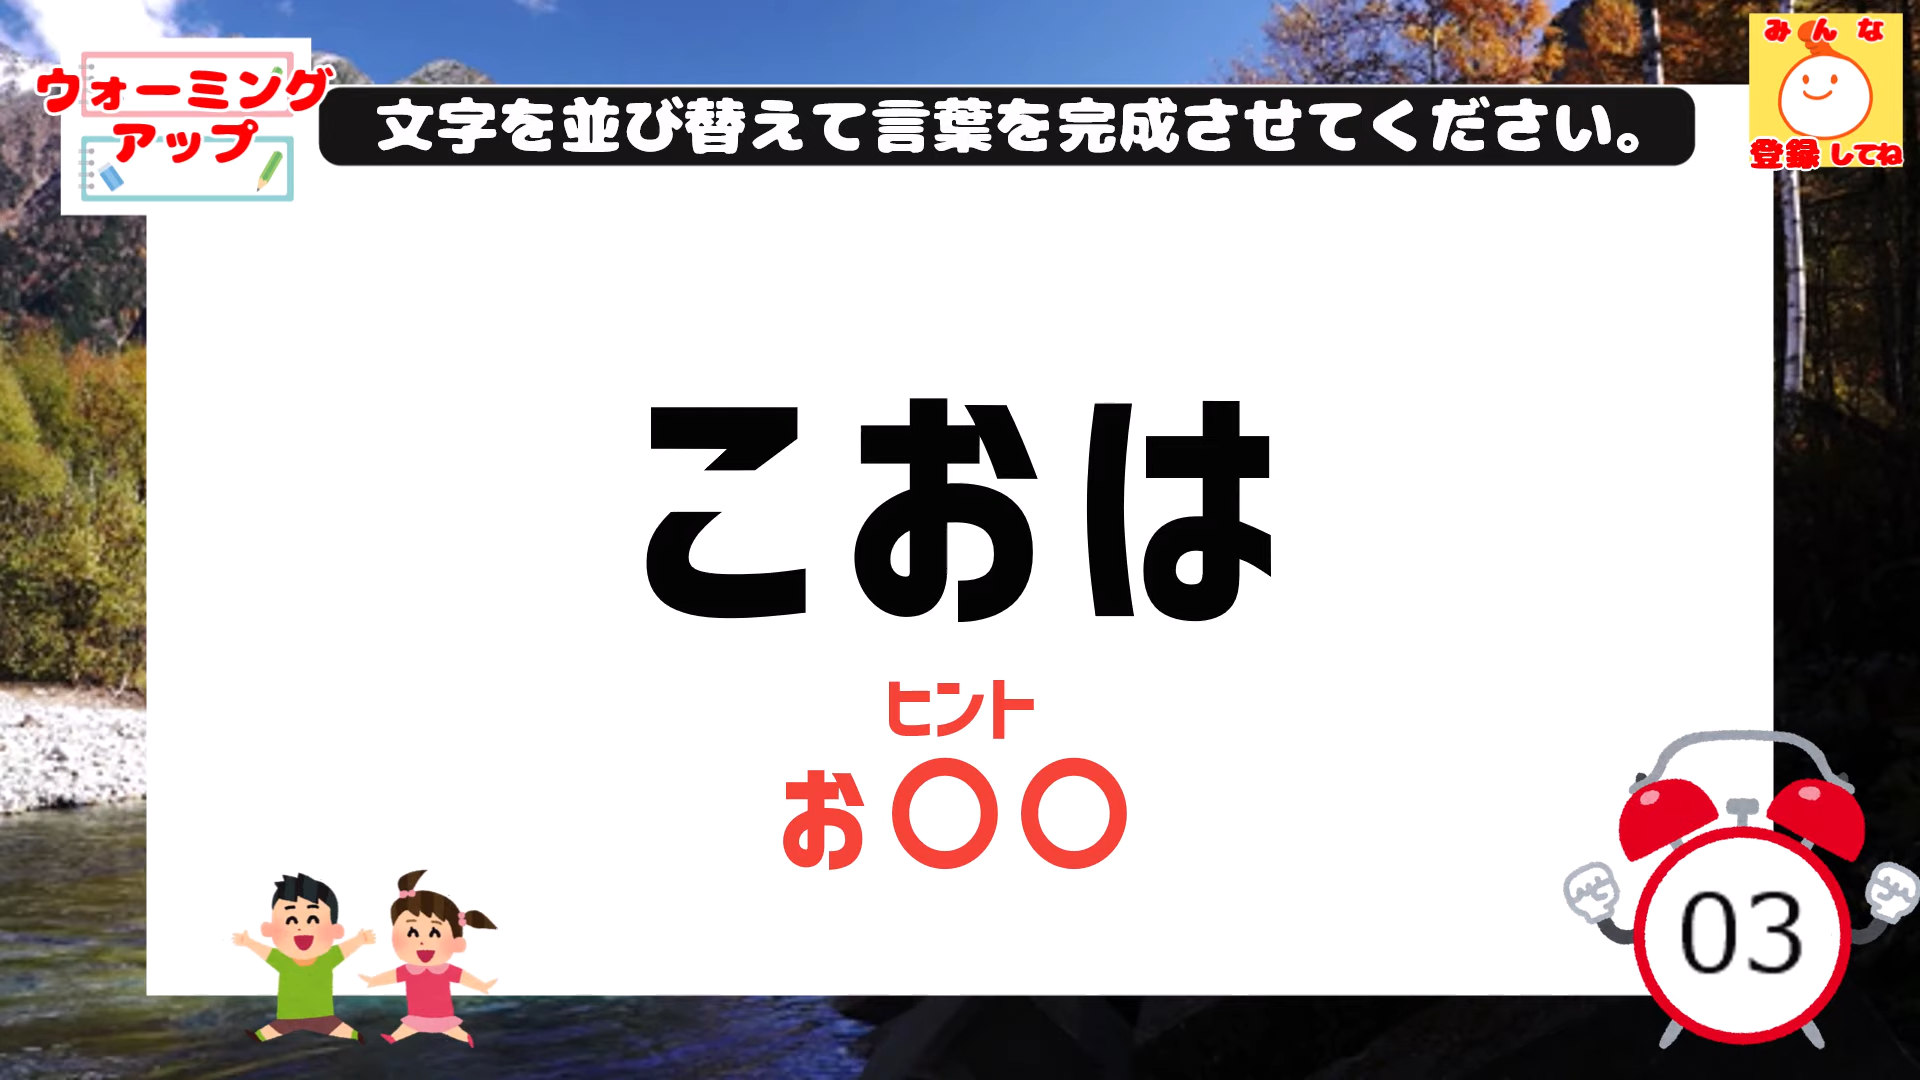 ウォーミング
アップ
文字を並び替えて言葉を完成させてください。
みんな
登録してね
こおは
ヒント
お〇〇
03